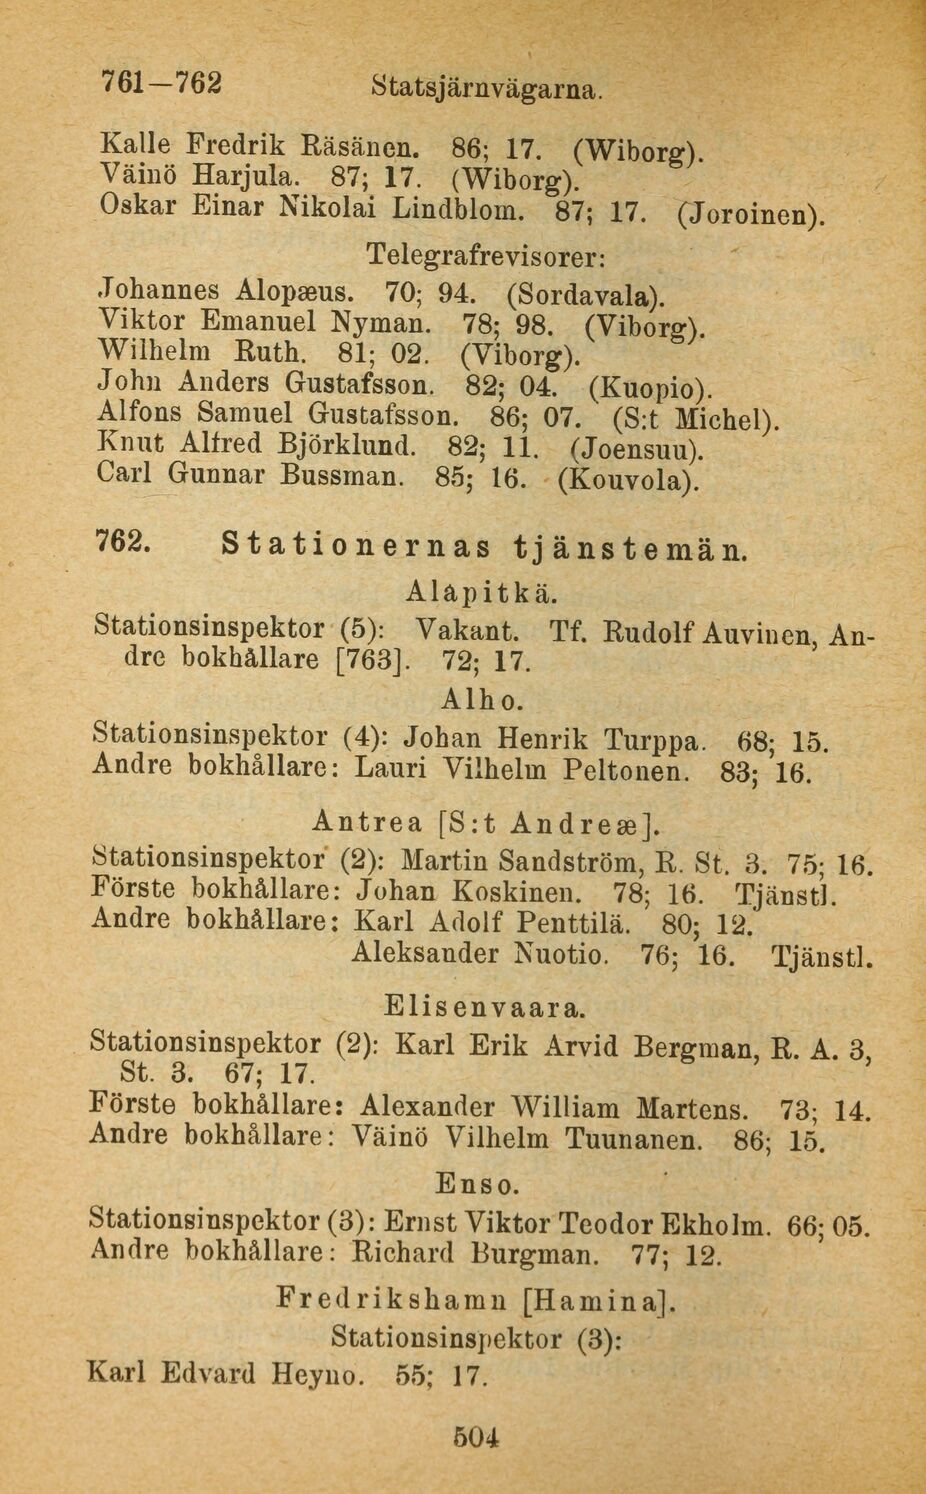 761—762 Statsjärnvägarna.
Kalle Fredrik Räsänen. 86; 17. (Wiborg).
Väinö Harjula. 87; 17. (Wiborg).
Oskar Einar Nikolai Lindblom. 87; 17. (Joroinen).
Telegrafrevisorer:
Johannes Alopæus. 70; 94. (Sordavala).
Viktor Emanuel Nyman. 78; 98. (Viborg).
Wilhelm Ruth. 81; 02. (Viborg).
John Anders Gustafsson. 82; 04. (Kuopio).
Alfons Samuel Gustafsson. 86; 07. (S:t Michel).
Knut Alfred Björklund. 82; 11. (Joensuu).
Carl Gunnar Bussman. 85; 16. (Kouvola).
762. Stationernas tjänstemän.
Alapitkä.
Stationsinspektor (5): Vakant. Tf. Rudolf Auvinen, An-
dre bokhållare [763]. 72; 17.
Alho.
Stationsinspektor (4): Johan Henrik Turppa. 68; 15.
Andre bokhållare: Lauri Vilhelm Peltonen. 83; 16.
Antrea [S:t Andreæ].
Stationsinspektor (2): Martin Sandström, R. St. 3. 75; 16.
Förste bokhållare: Johan Koskinen. 78; 16. Tjänstl.
Andre bokhållare: Karl Adolf Penttilä. 80; 12.
Aleksander Nuotio. 76; 16. Tjänstl.
Elisenvaara.
Stationsinspektor (2): Karl Erik Arvid Bergman, R. A. 3,
St. 3. 67; 17.
Förste bokhållare: Alexander William Martens. 73; 14.
Andre bokhållare: Väinö Vilhelm Tuunanen. 86; 15.
Enso.
Stationsinspektor (3): Ernst Viktor Teodor Ekholm. 66; 05.
Andre bokhållare: Richard Burgman. 77; 12.
Fredrikshamn [Hamina].
Stationsinspektor (3):
Karl Edvard Heyno. 55; 17.
504